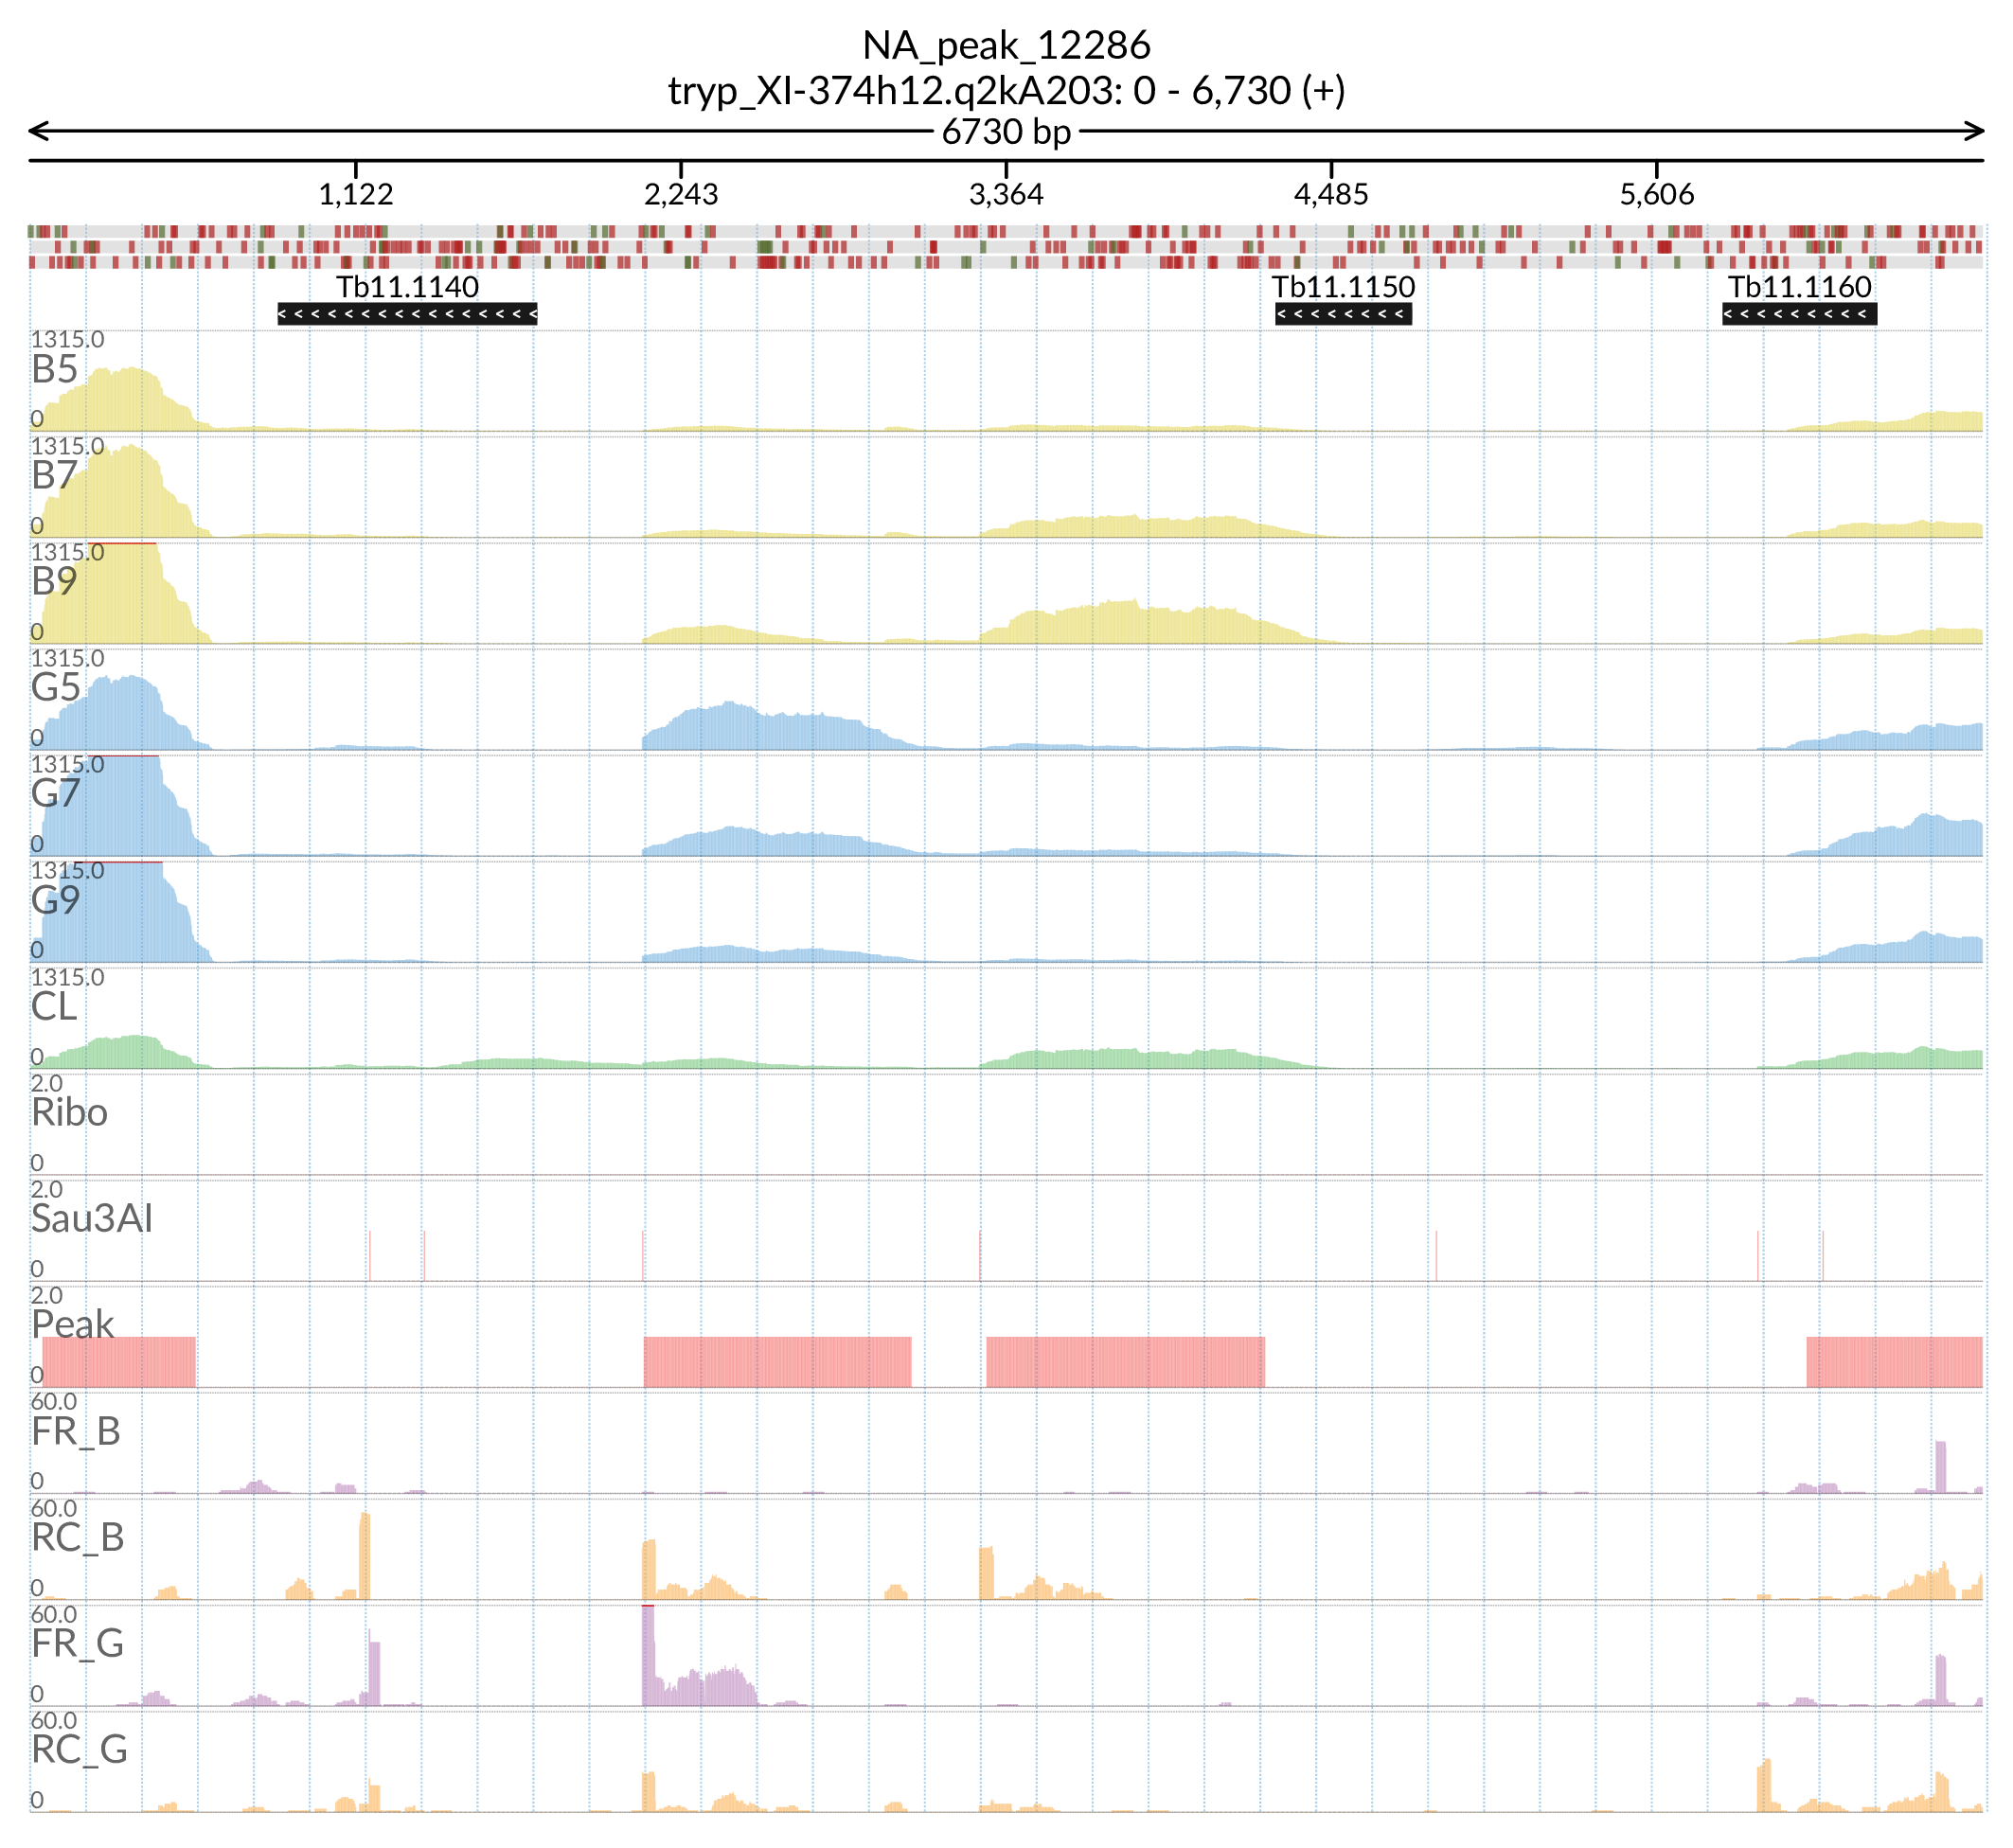 NA_peak_12286
tryp_XI-374h12.q2kA203: 0 - 6,730 (+)
6730 bp
1,122 2,243 3,364 4,485 5,606
Tb11.1140 Tb11.1150 Tb11.1160
1315.0
B5
0
1315.0
B7
0
1315.0
B9
0
1315.0
G5
0
1315.0
G7
0
1315.0
G9
0
1315.0
CL
0
2.0
Ribo
0
2.0
Sau3AI
0
2.0
Peak
0
60.0
FR_B
0
60.0
RC_B
0
60.0
FR_G
0
60.0
RC_G
0